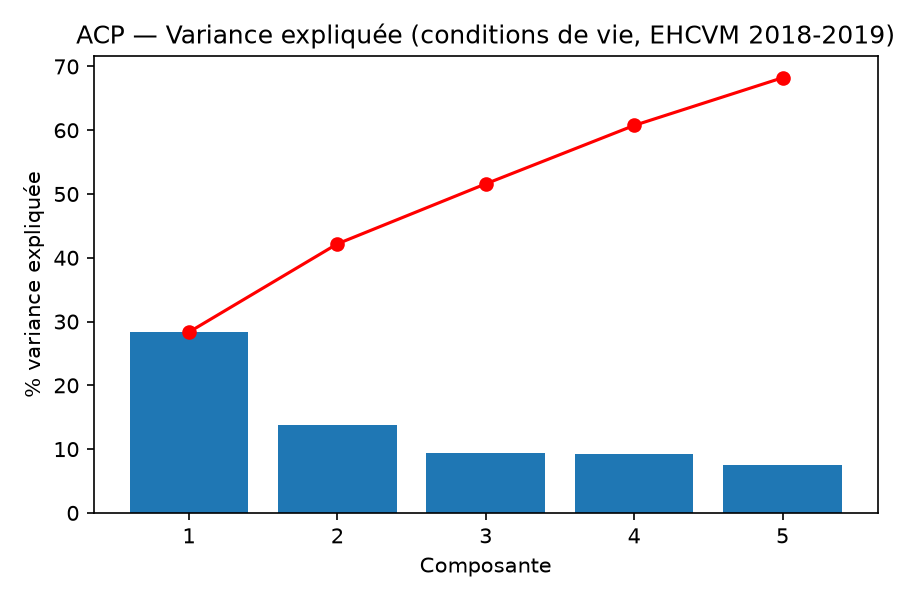 ACP — Variance expliquée (conditions de vie, EHCVM 2018-2019)
% variance expliquée
70
60
50
40
30
20
10
0
1 2 3 4 5
Composante